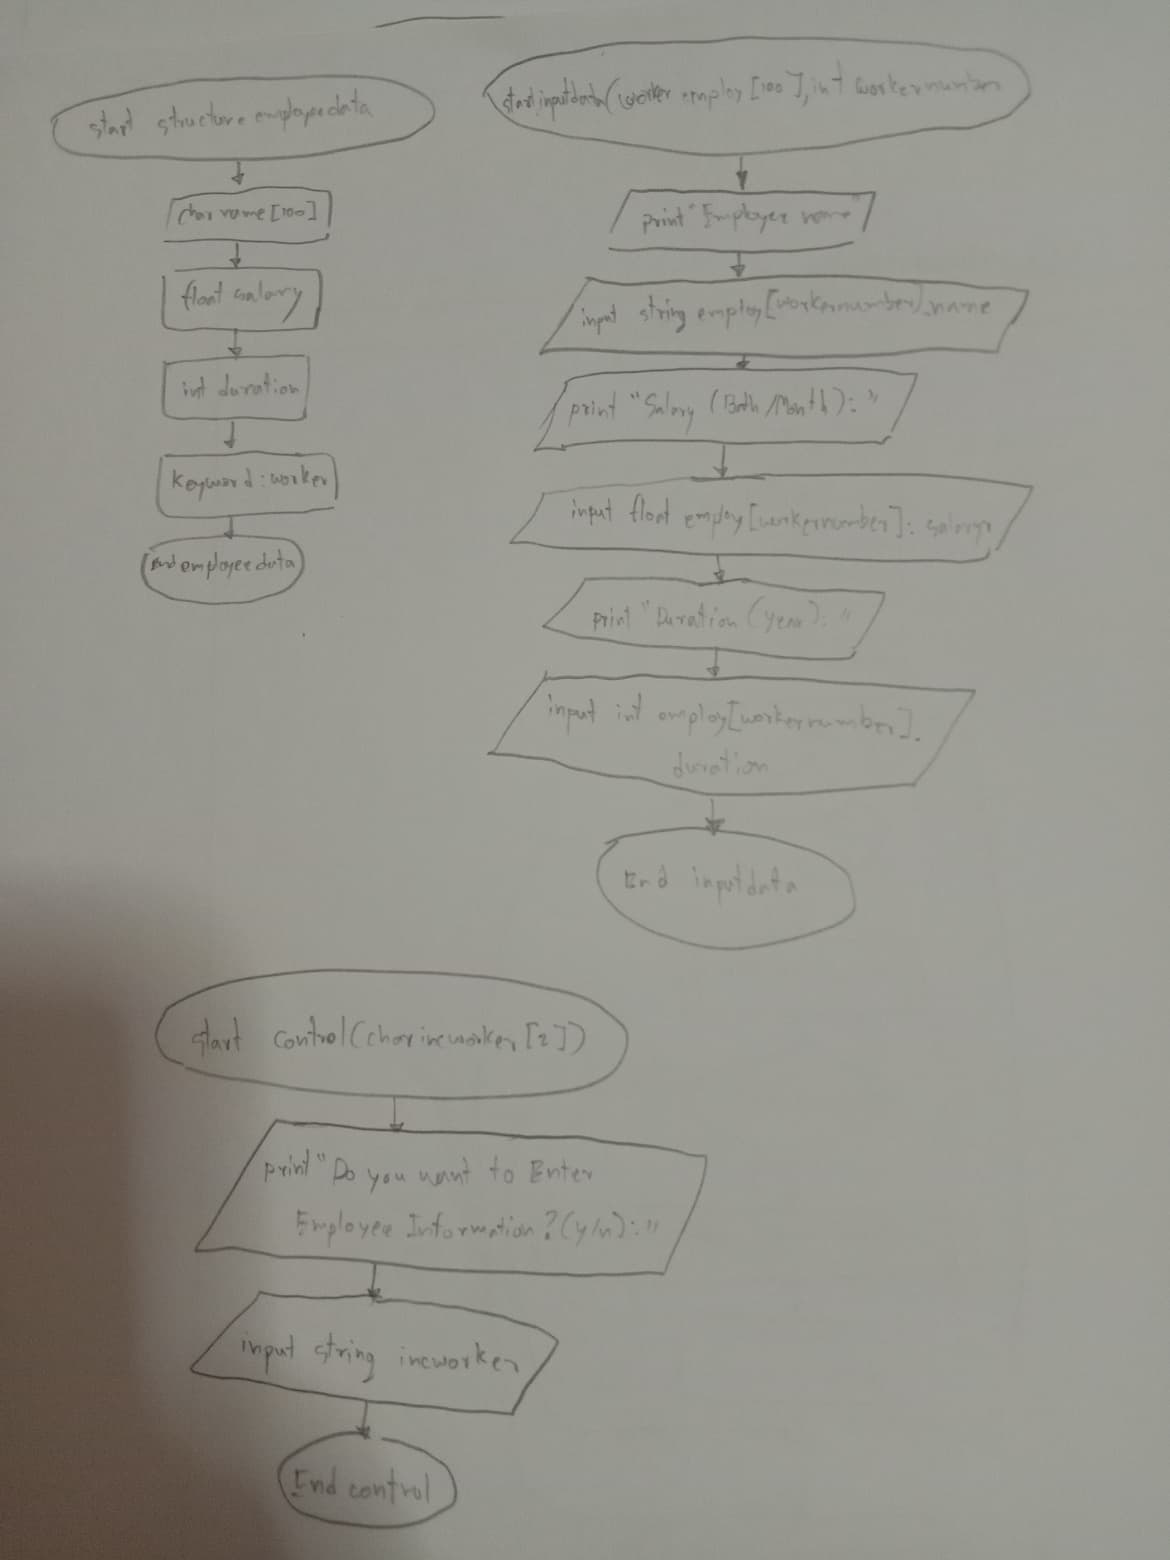 start structure employeedata
char name [100]
float salary
int duration
keyword : worker
End employeedata
start inputdata (worker employ [100], int workernumber
print "Employee name"
input string employ [workernumber].name
print "Salary (Bath /Month) : "
input float employ [workernumber]. salary
print "Duration (year): "
input int employ [workernumber].
duration
End inputdata
start control (char incworker [2])
print "Do you want to Enter
Employee Information ? (y/n) : "
input string incworker
End control